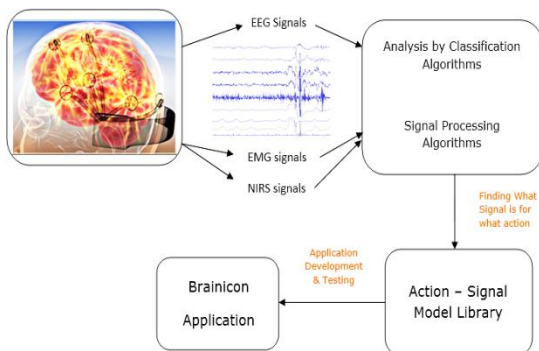 EEG Signals
Analysis by Classification
Algorithms
Signal Processing
Algorithms
EMG signals
NIRS signals
Finding What
Signal is for
what action
Application
Development
& Testing
Brainicon
Application
Action – Signal
Model Library